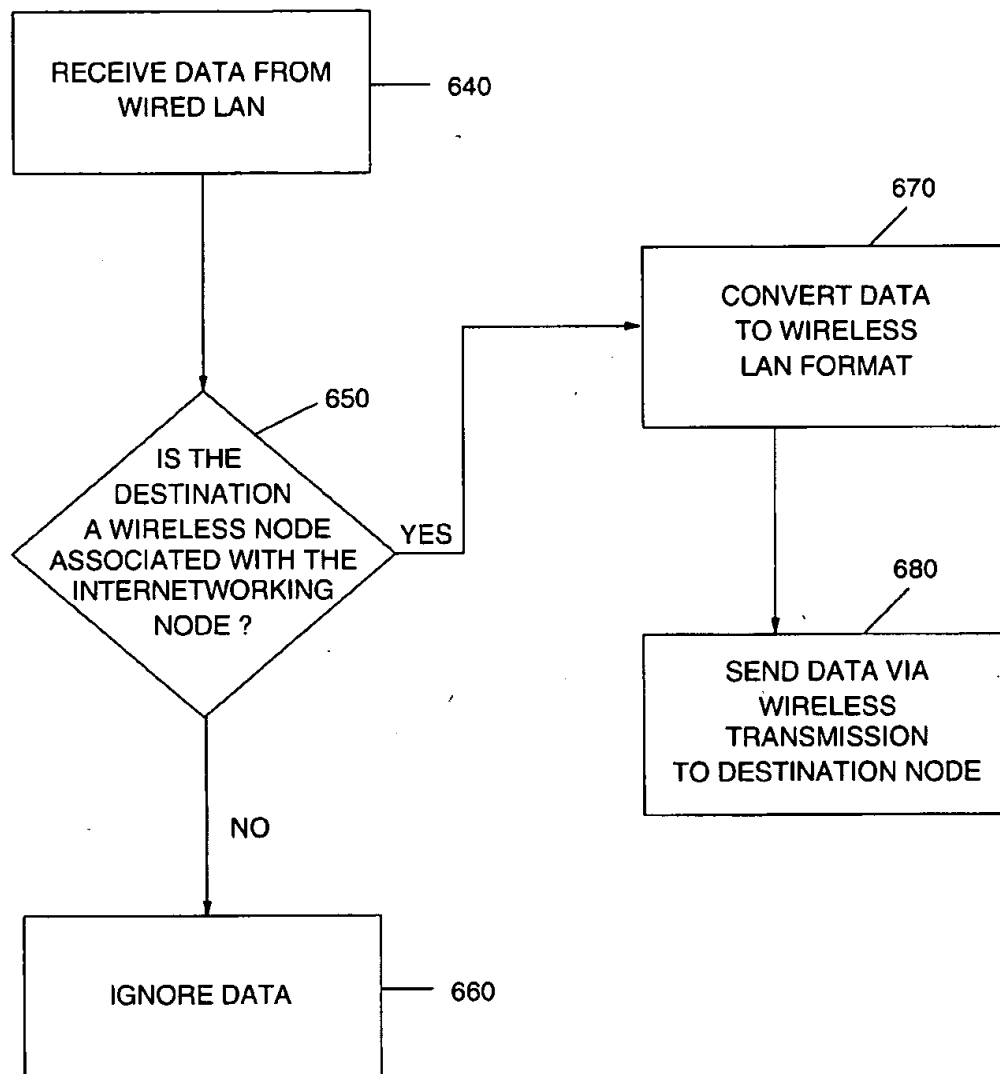 RECEIVE DATA FROM
WIRED LAN
640
670
CONVERT DATA
TO WIRELESS
LAN FORMAT
650
IS THE
DESTINATION
A WIRELESS NODE
ASSOCIATED WITH THE
INTERNETWORKING
NODE ?
YES
680
SEND DATA VIA
WIRELESS
TRANSMISSION
TO DESTINATION NODE
NO
IGNORE DATA
660